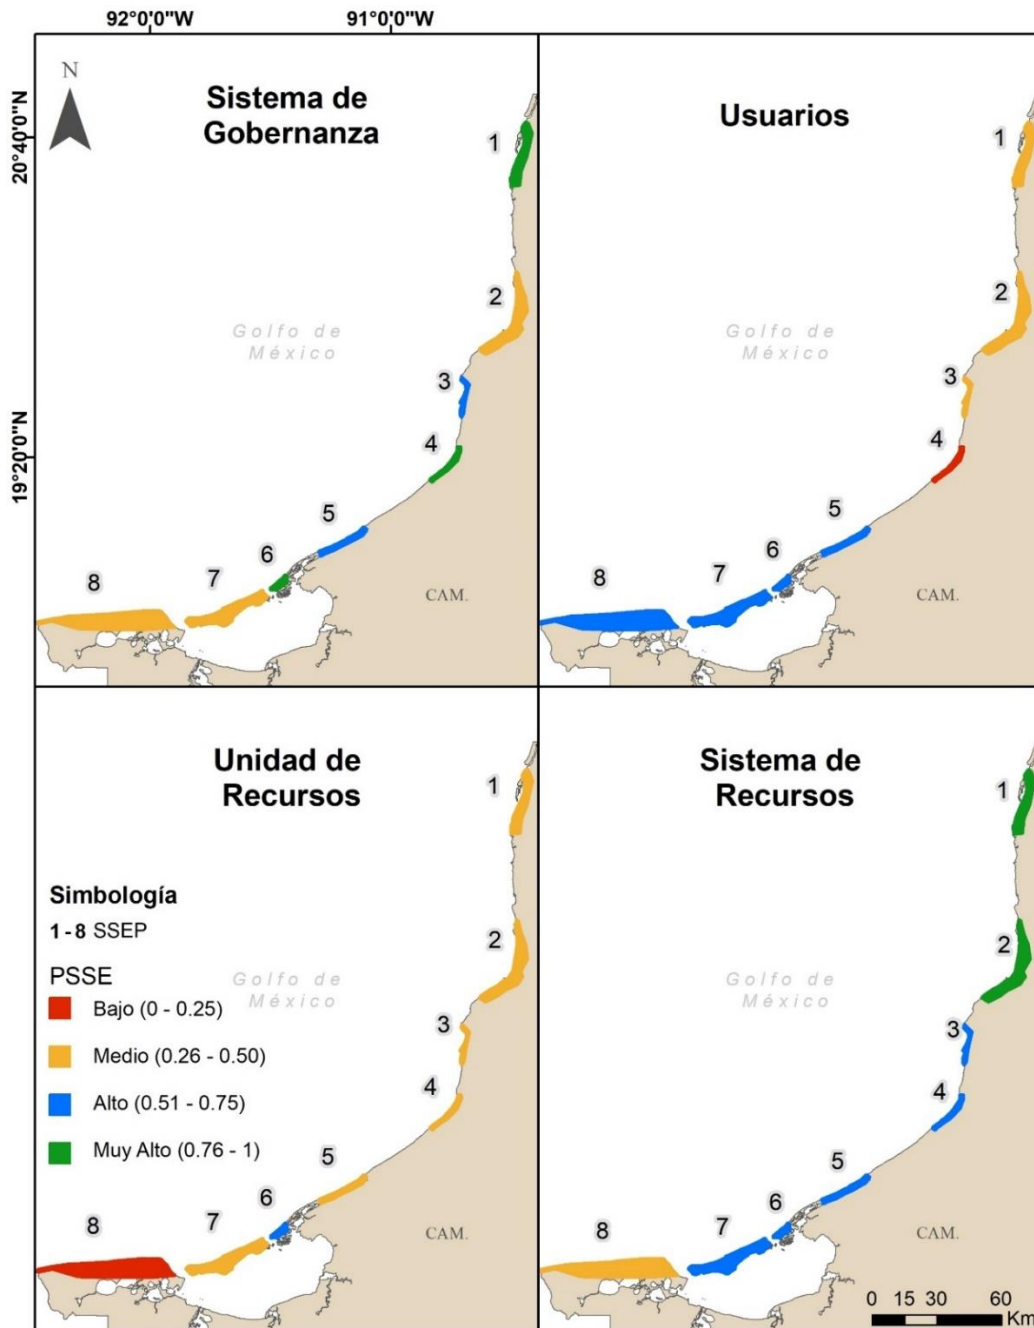 92°0'0"W 91°0'0"W
20°40'0"N
19°20'0"N
N
Sistema de
Gobernanza
1
2
Golfo de
México
3
4
5
6
7
8
CAM.
Usuarios
1
2
Golfo de
México
3
4
5
6
7
8
CAM.
Unidad de
Recursos
1
Simbología
1 - 8 SSEP
PSSE
Bajo (0 - 0.25)
Medio (0.26 - 0.50)
Alto (0.51 - 0.75)
Muy Alto (0.76 - 1)
2
Golfo de
México
3
4
5
6
7
8
CAM.
Sistema de
Recursos
1
2
Golfo de
México
3
4
5
6
7
8
CAM.
0 15 30 60
Km